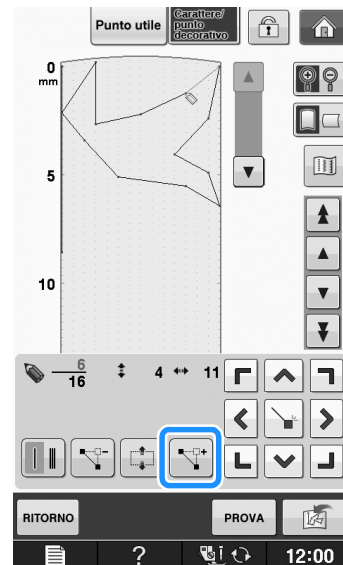 Punto utile
Carattere/
punto
decorativo
0
mm
5
10
6
16
4
11
RITORNO
PROVA
?
12:00